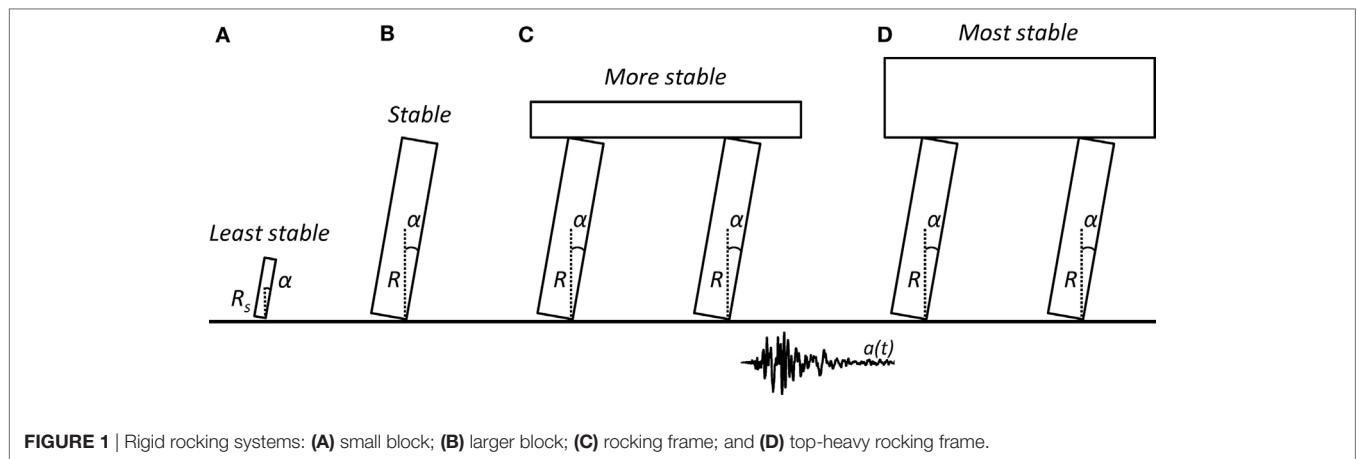 A
B
C
D
Most stable
More stable
Stable
Least stable
α
α
α
α
α
α
R
R
R
R
R
Rs
a(t)
FIGURE 1 | Rigid rocking systems: (A) small block; (B) larger block; (C) rocking frame; and (D) top-heavy rocking frame.